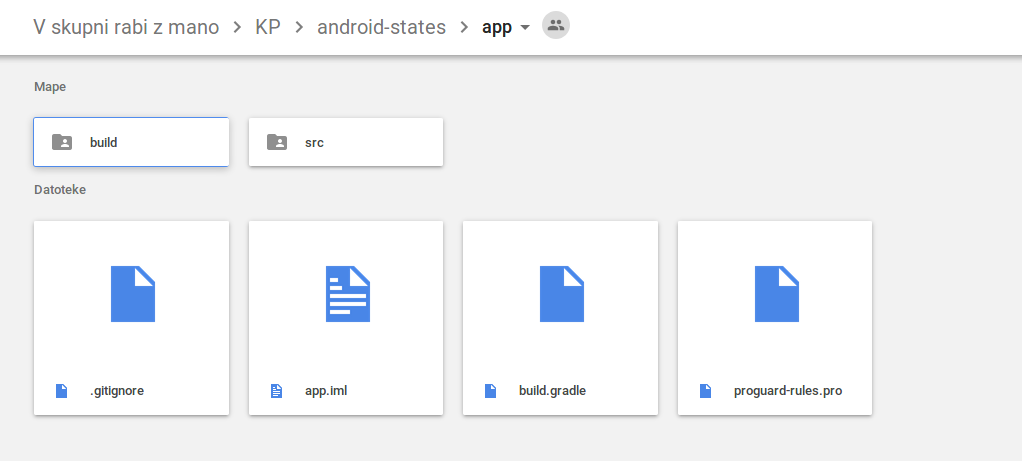 V skupni rabi z mano > KP > android-states > app
Mape
build src
Datoteke
.gitignore app.iml build.gradle proguard-rules.pro